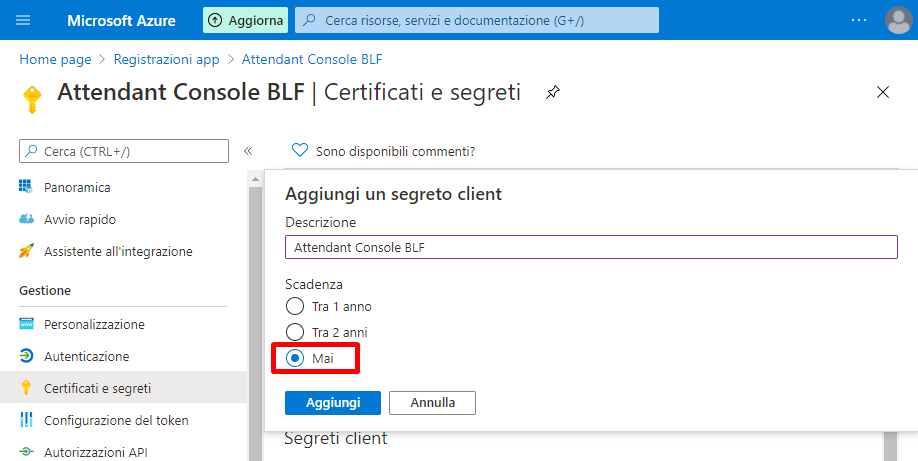 Microsoft Azure
Aggiorna
Cerca risorse, servizi e documentazione (G+/)
Home page > Registrazioni app > Attendant Console BLF
Attendant Console BLF | Certificati e segreti
Cerca (CTRL+/)
Sono disponibili commenti?
Panoramica
Avvio rapido
Assistente all'integrazione
Gestione
Personalizzazione
Autenticazione
Certificati e segreti
Configurazione del token
Autorizzazioni API
Aggiungi un segreto client
Descrizione
Attendant Console BLF
Scadenza
Tra 1 anno
Tra 2 anni
Mai
Aggiungi
Annulla
Segreti client